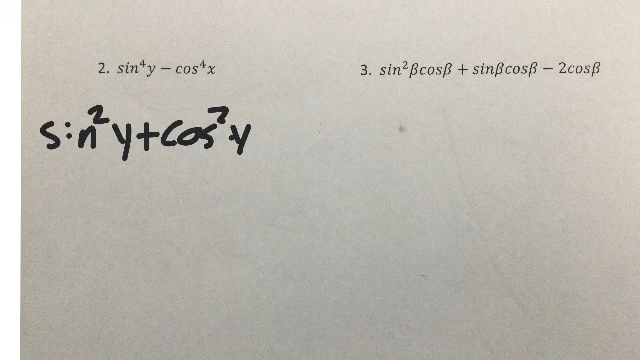 2. sin⁴y − cos⁴x
3. sin²βcosβ + sinβcosβ − 2cosβ
sin²y+cos²y